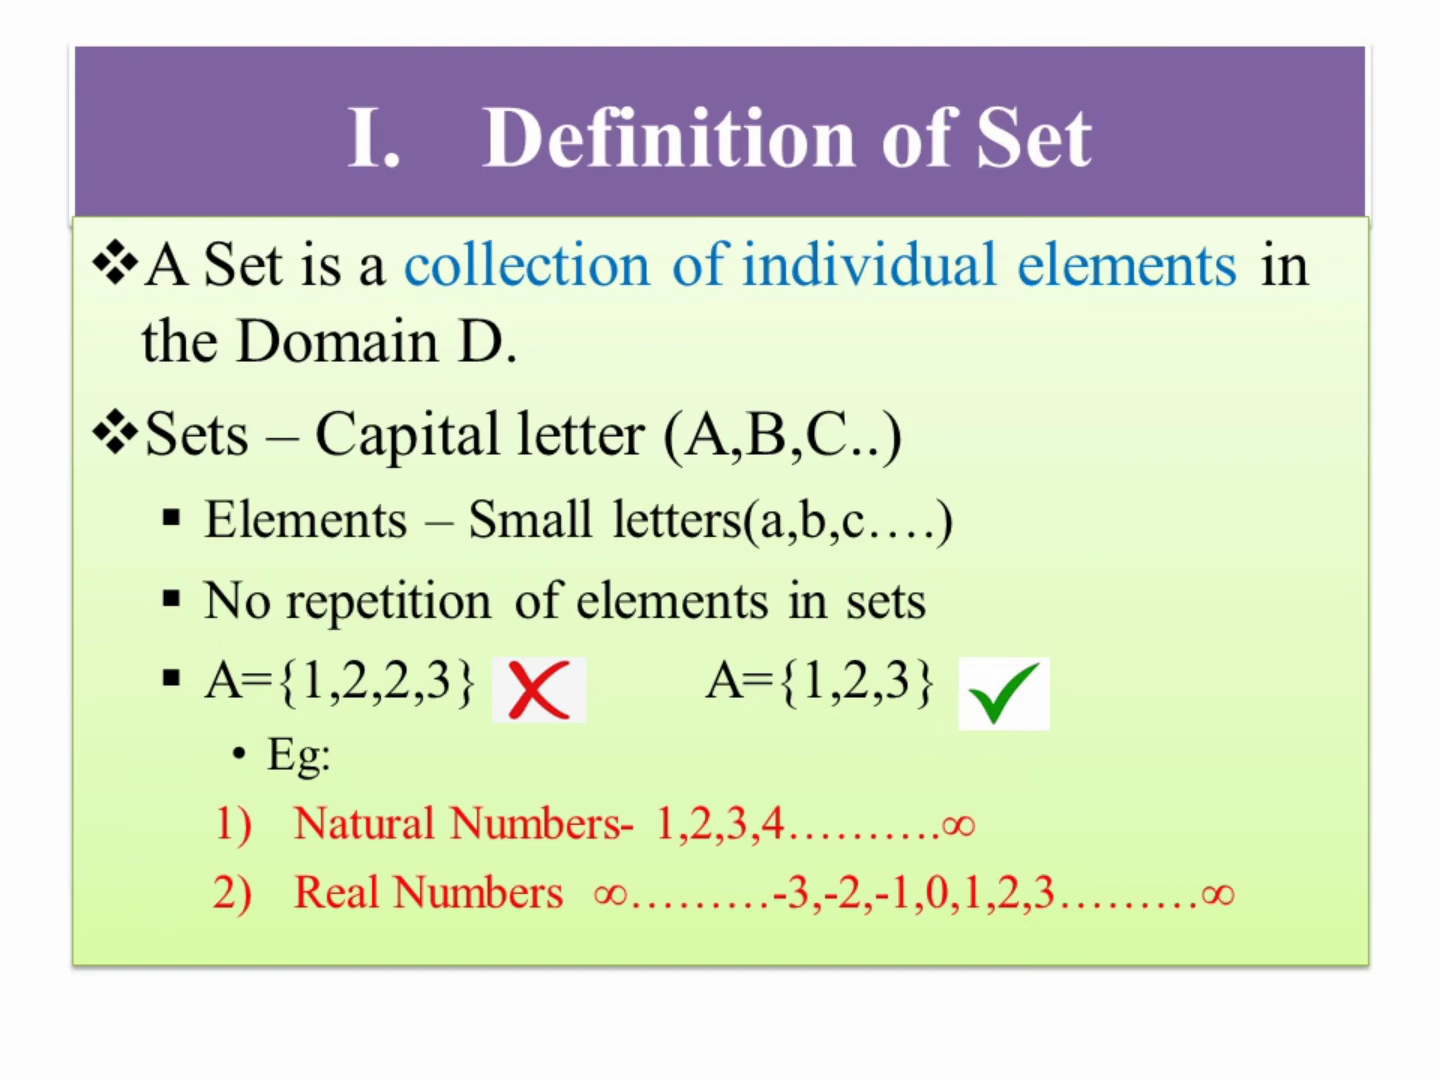 I. Definition of Set
❖A Set is a collection of individual elements in
the Domain D.
❖Sets – Capital letter (A,B,C..)
▪ Elements – Small letters(a,b,c….)
▪ No repetition of elements in sets
▪ A={1,2,2,3} A={1,2,3}
• Eg:
1) Natural Numbers- 1,2,3,4……….∞
2) Real Numbers ∞………-3,-2,-1,0,1,2,3………∞